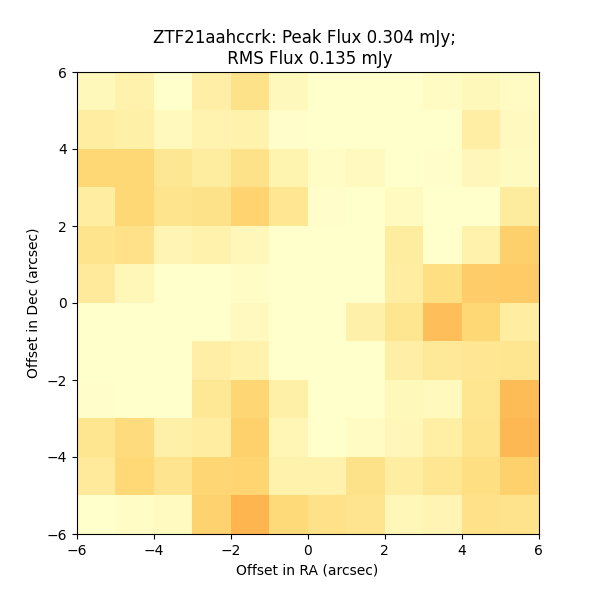 ZTF21aahccrk: Peak Flux 0.304 mJy;
RMS Flux 0.135 mJy
6
4
2
0
−2
−4
−6
Offset in Dec (arcsec)
−6 −4 −2 0 2 4 6
Offset in RA (arcsec)